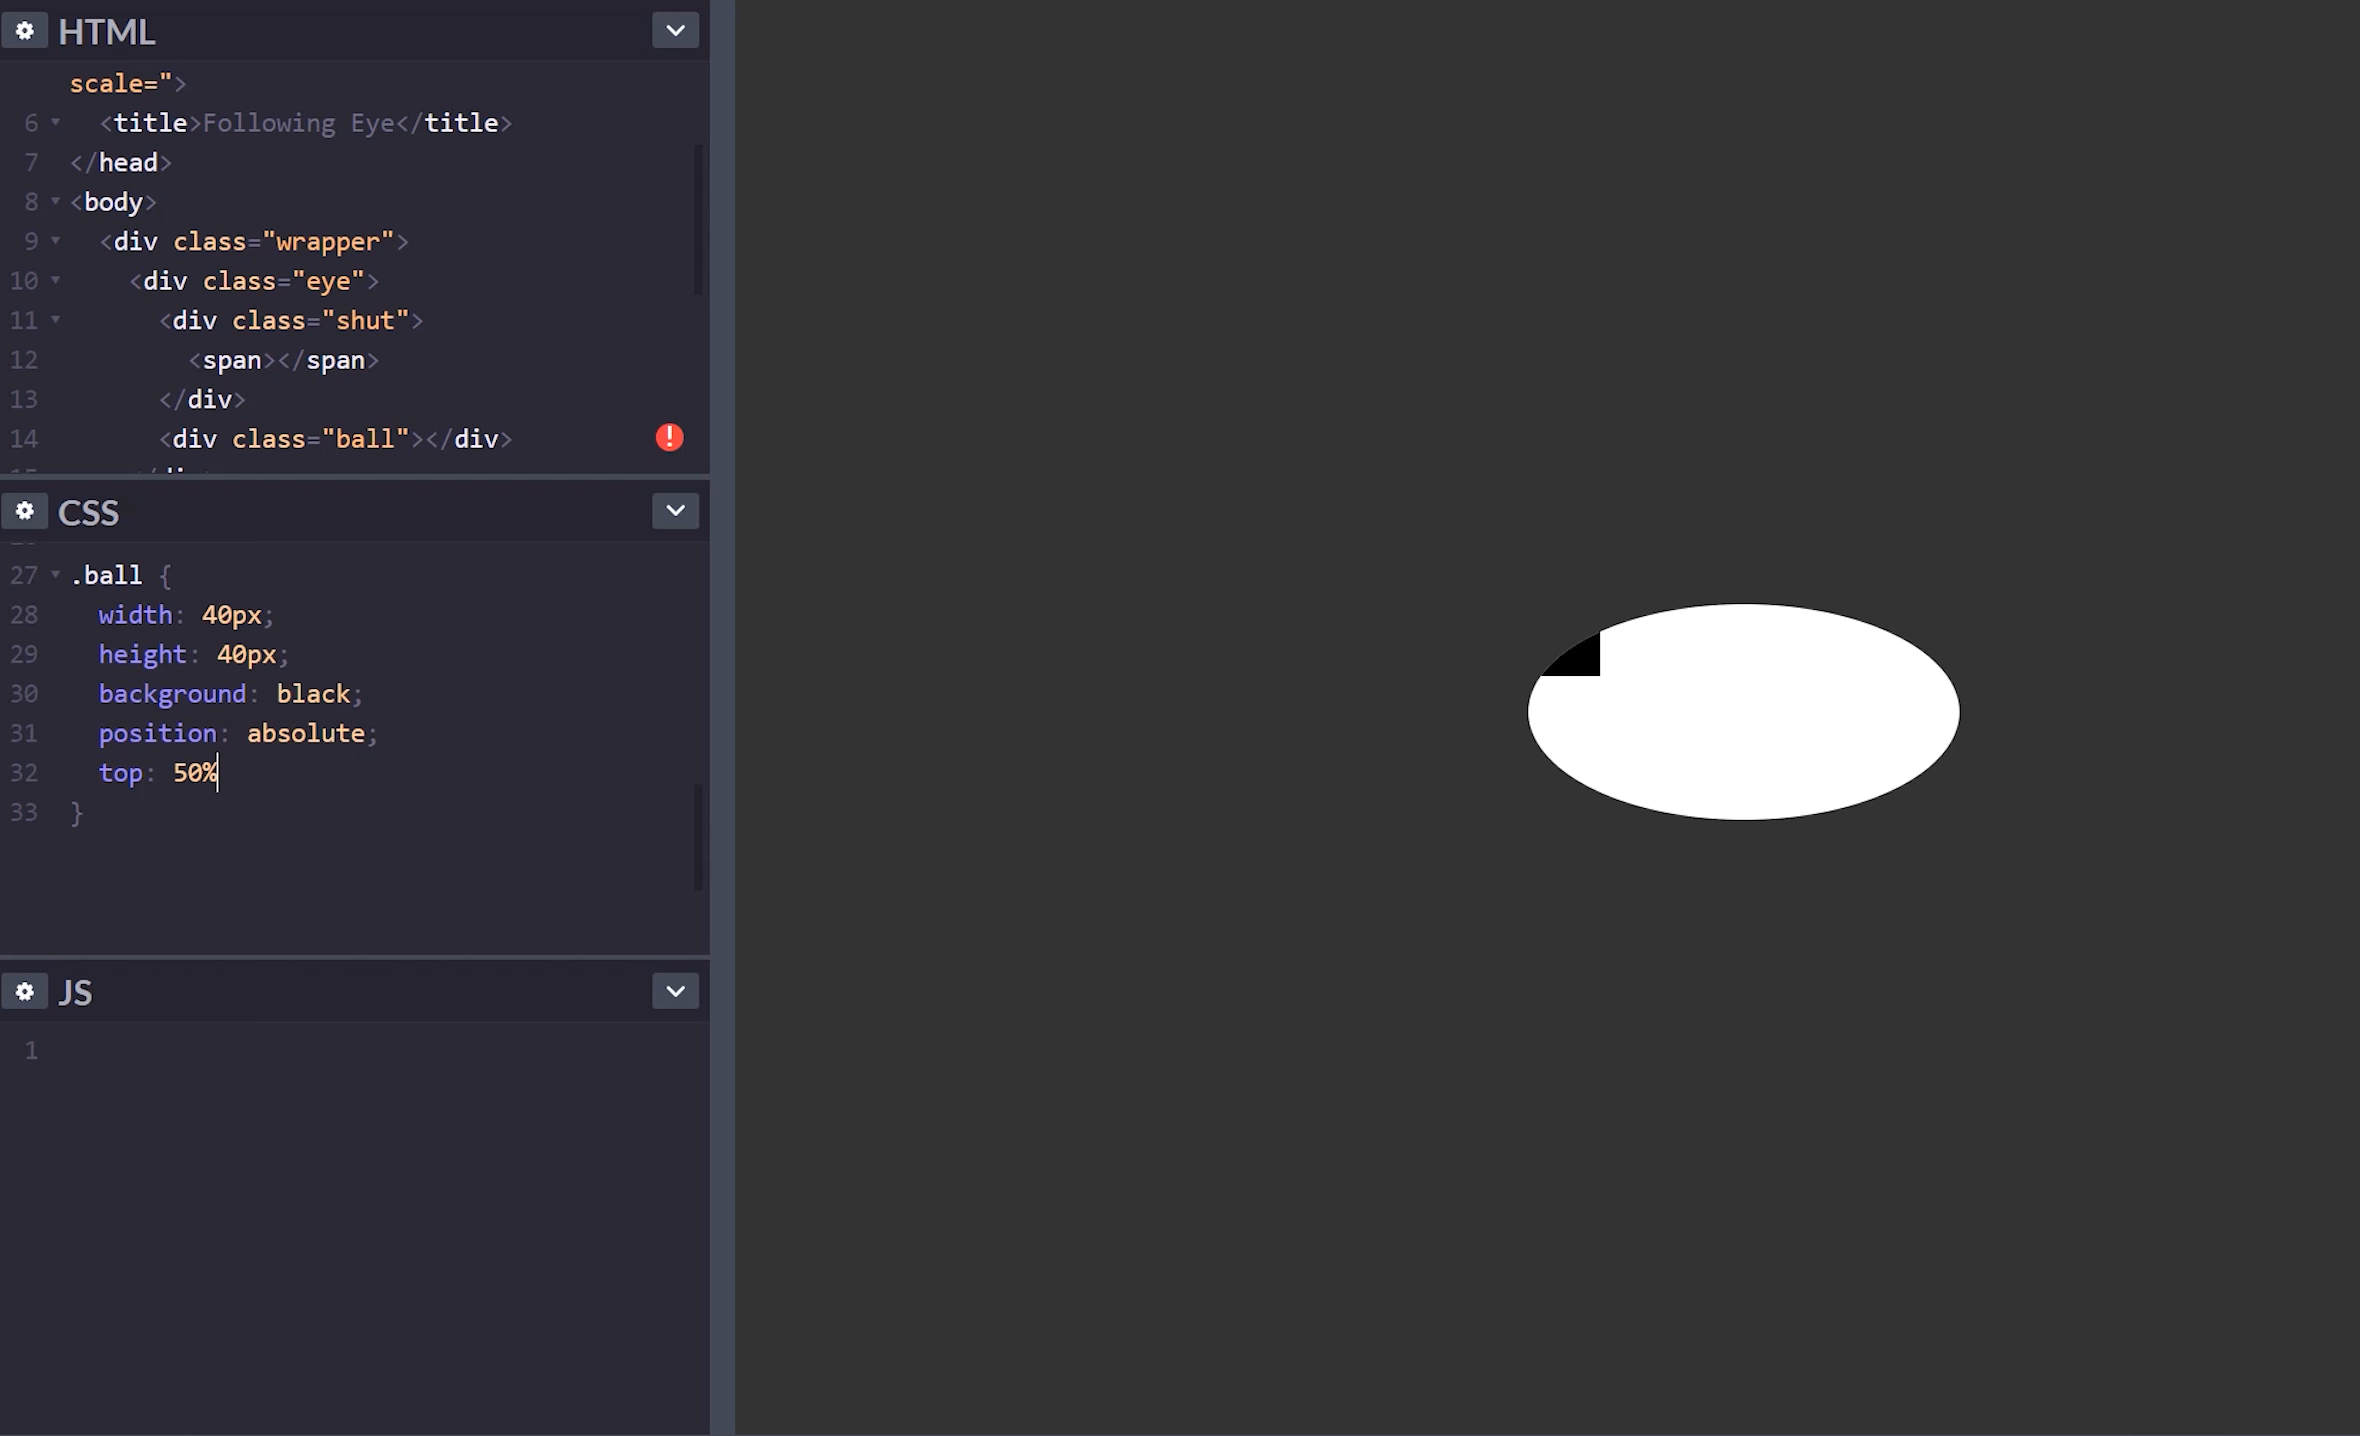 HTML
scale=">
6 <title>Following Eye</title>
7 </head>
8 <body>
9 <div class="wrapper">
10 <div class="eye">
11 <div class="shut">
12 <span></span>
13 </div>
14 <div class="ball"></div>
CSS
27 .ball {
28 width: 40px;
29 height: 40px;
30 background: black;
31 position: absolute;
32 top: 50%
33 }
JS
1